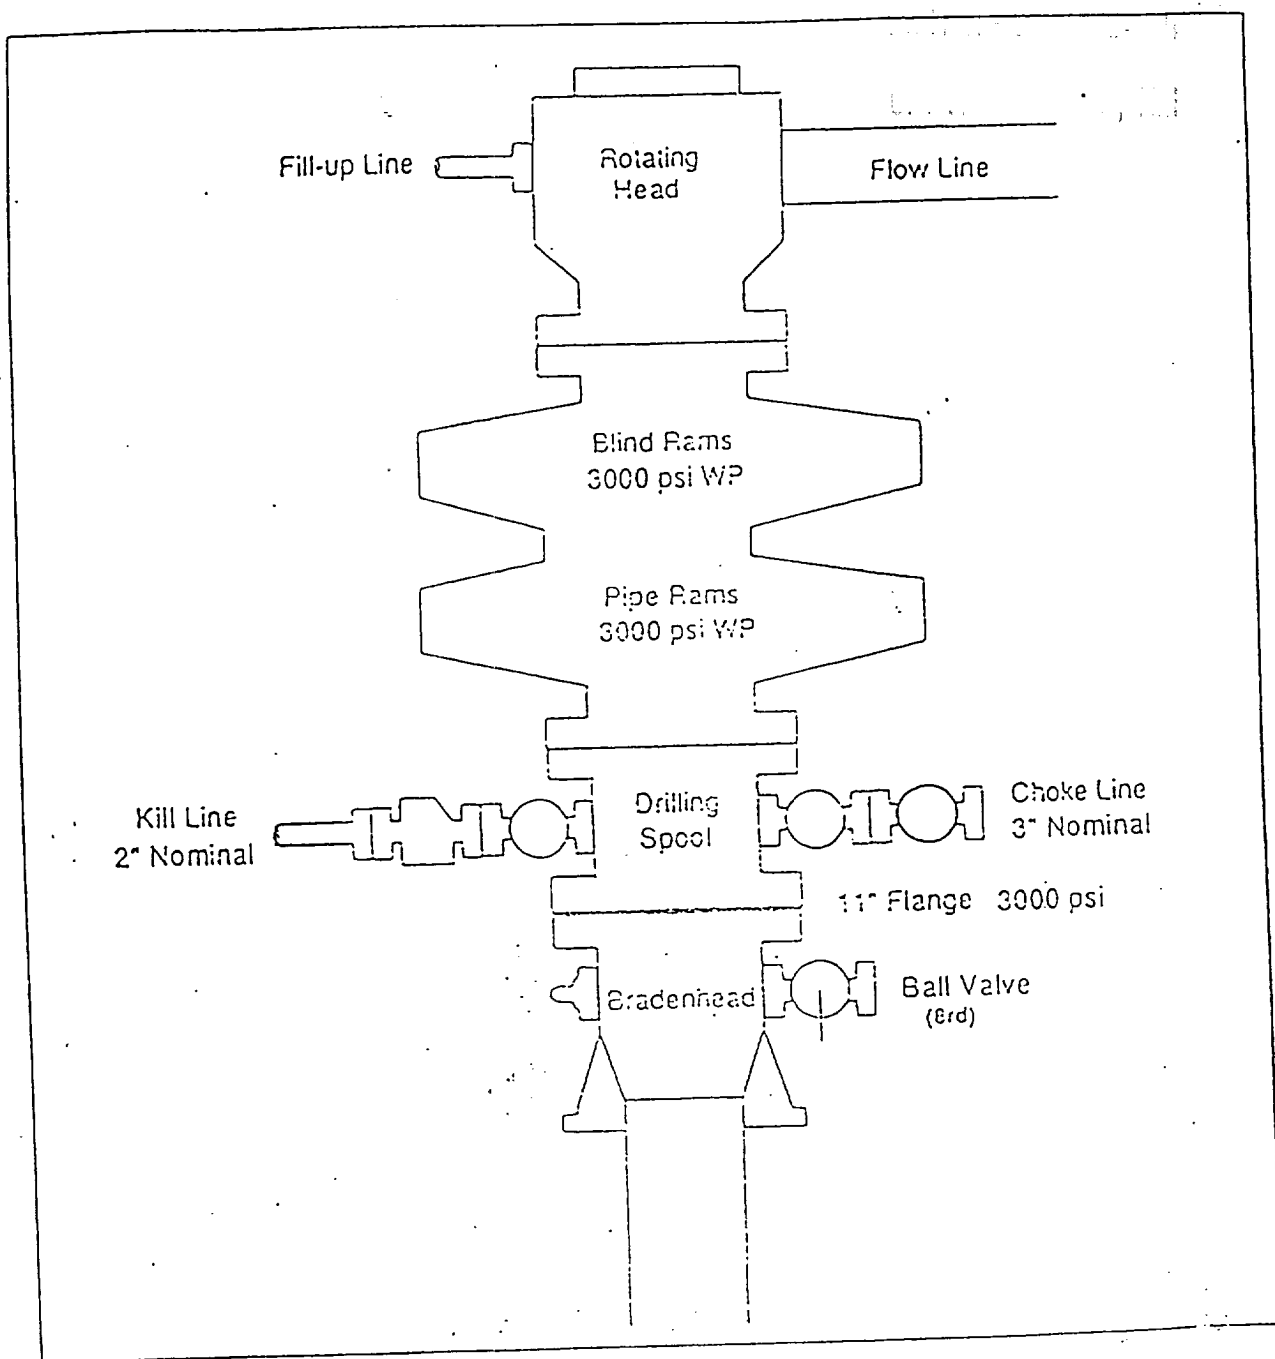 Fill-up Line
Rotating
Head
Flow Line
Blind Rams
3000 psi WP
Pipe Rams
3000 psi WP
Kill Line
2" Nominal
Drilling
Spool
Choke Line
3" Nominal
11" Flange 3000 psi
Bradenhead
Ball Valve
(8rd)